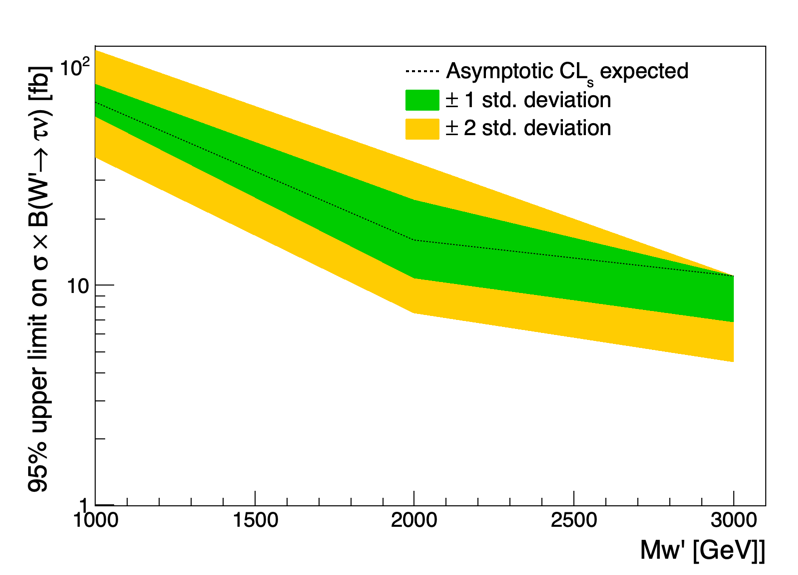 10²
10
1
95% upper limit on σ × B(W'→ τν) [fb]
Asymptotic CLₛ expected
± 1 std. deviation
± 2 std. deviation
1000 1500 2000 2500 3000
Mw' [GeV]]